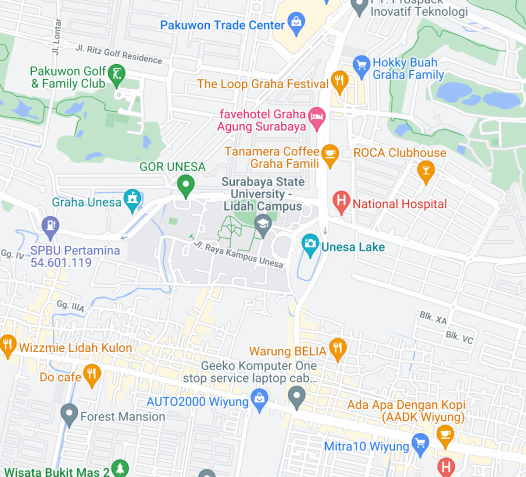 PT. Prospack
Inovatif Teknologi
Pakuwon Trade Center
Jl. Lontar
Jl. Ritz Golf Residence
Hokky Buah
Graha Family
Pakuwon Golf
& Family Club
The Loop Graha Festival
favehotel Graha
Agung Surabaya
Tanamera Coffee
Graha Famili
ROCA Clubhouse
GOR UNESA
Surabaya State
University -
Lidah Campus
Graha Unesa
National Hospital
SPBU Pertamina
54.601.119
Unesa Lake
Jl. Raya Kampus Unesa
Gg. IV
Gg. IIIA
Blk. XA
Blk. VC
Wizzmie Lidah Kulon
Warung BELIA
Do cafe
Geeko Komputer One
stop service laptop cab...
AUTO2000 Wiyung
Forest Mansion
Ada Apa Dengan Kopi
(AADK Wiyung)
Mitra10 Wiyung
H
H
Wisata Bukit Mas 2